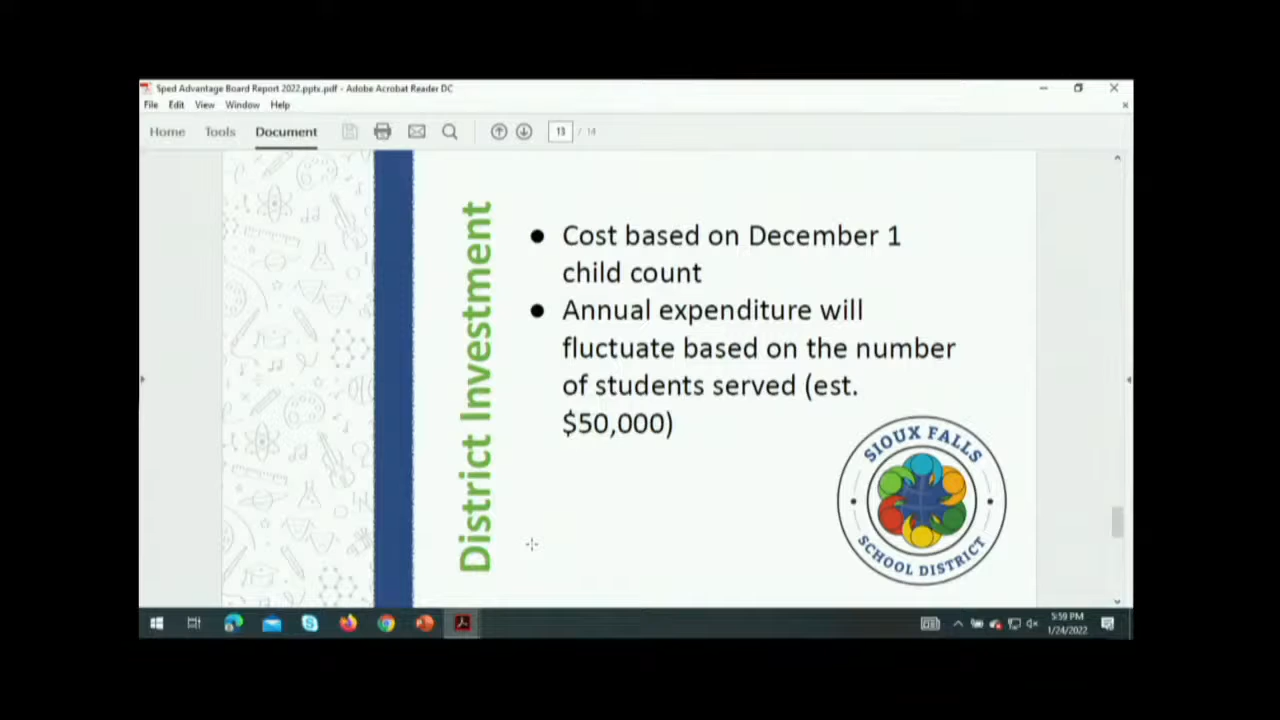 Sped Advantage Board Report 2022.pptx.pdf - Adobe Acrobat Reader DC
File Edit View Window Help
Home Tools Document 13 / 14
District Investment
● Cost based on December 1
child count
● Annual expenditure will
fluctuate based on the number
of students served (est.
$50,000)
SIOUX FALLS
SCHOOL DISTRICT
5:59 PM
1/24/2022